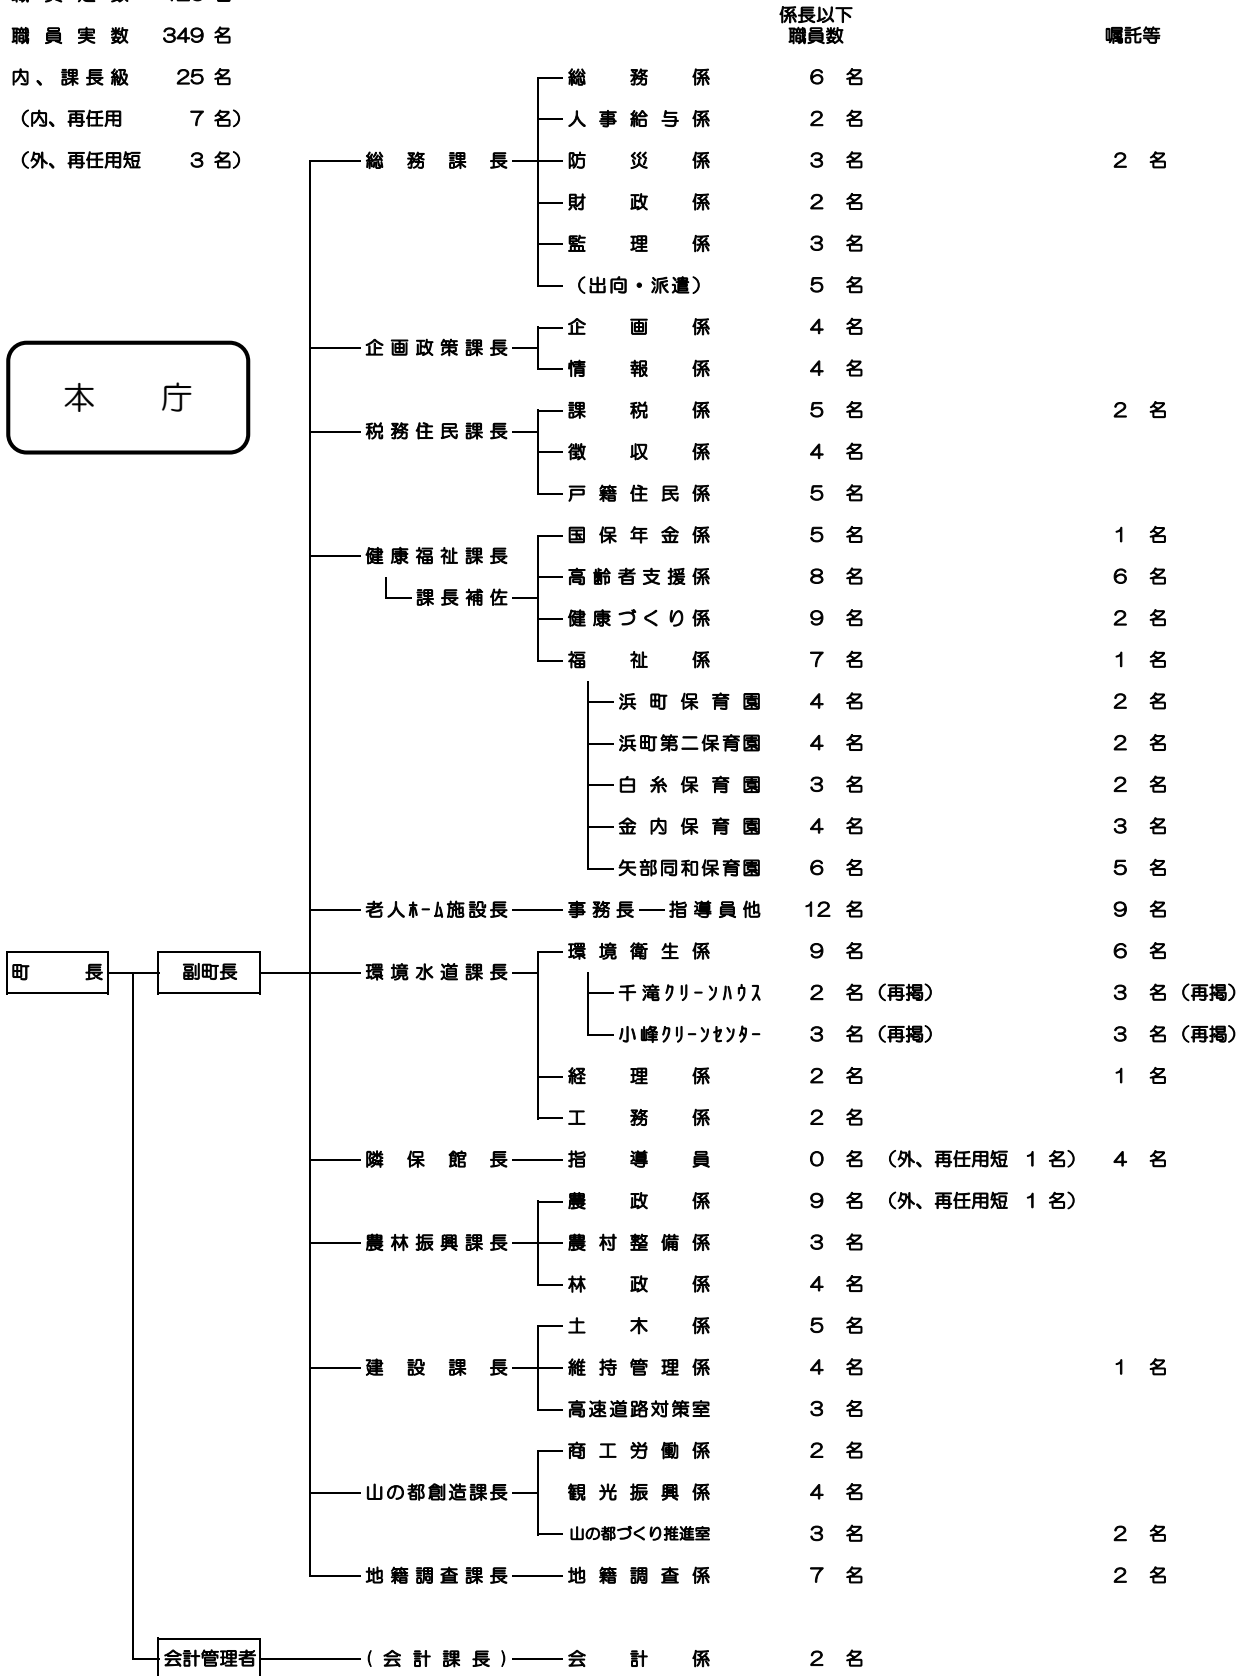 係長以下
職員数 嘱託等
職員実数 349 名
内、課長級 25 名
（内、再任用 7 名）
（外、再任用短 3 名）
総務係 6 名
人事給与係 2 名
総務課長 防災係 3 名 2 名
財政係 2 名
監理係 3 名
（出向・派遣） 5 名
本庁
企画政策課長
企画係 4 名
情報係 4 名
税務住民課長
課税係 5 名 2 名
徴収係 4 名
戸籍住民係 5 名
健康福祉課長
課長補佐
国保年金係 5 名 1 名
高齢者支援係 8 名 6 名
健康づくり係 9 名 2 名
福祉係 7 名 1 名
浜町保育園 4 名 2 名
浜町第二保育園 4 名 2 名
白糸保育園 3 名 2 名
金内保育園 4 名 3 名
矢部同和保育園 6 名 5 名
老人ﾎｰﾑ施設長 事務長 指導員他 12 名 9 名
町長 副町長 環境水道課長
環境衛生係 9 名 6 名
千滝ｸﾘｰﾝﾊｳｽ 2 名（再掲） 3 名（再掲）
小峰ｸﾘｰﾝｾﾝﾀｰ 3 名（再掲） 3 名（再掲）
経理係 2 名 1 名
工務係 2 名
隣保館長 指導員 0 名 （外、再任用短 1 名） 4 名
農林振興課長
農政係 9 名 （外、再任用短 1 名）
農村整備係 3 名
林政係 4 名
建設課長
土木係 5 名
維持管理係 4 名 1 名
高速道路対策室 3 名
山の都創造課長
商工労働係 2 名
観光振興係 4 名
山の都づくり推進室 3 名 2 名
地籍調査課長 地籍調査係 7 名 2 名
会計管理者 (会計課長) 会計係 2 名